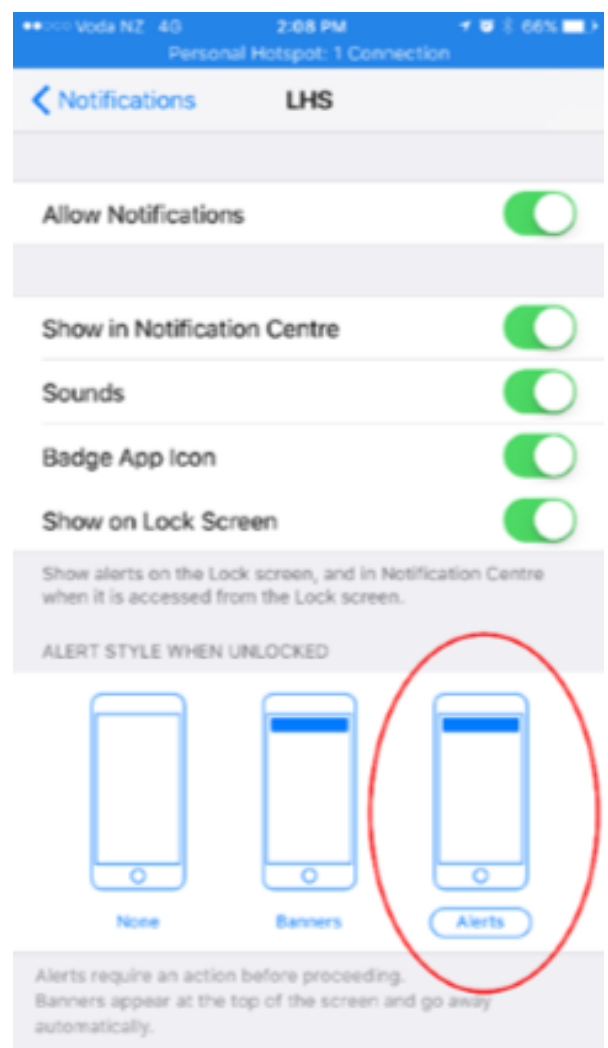 Voda NZ 4G 2:08 PM 66%
Personal Hotspot: 1 Connection
Notifications LHS
Allow Notifications
Show in Notification Centre
Sounds
Badge App Icon
Show on Lock Screen
Show alerts on the Lock screen, and in Notification Centre
when it is accessed from the Lock screen.
ALERT STYLE WHEN UNLOCKED
None Banners Alerts
Alerts require an action before proceeding.
Banners appear at the top of the screen and go away
automatically.